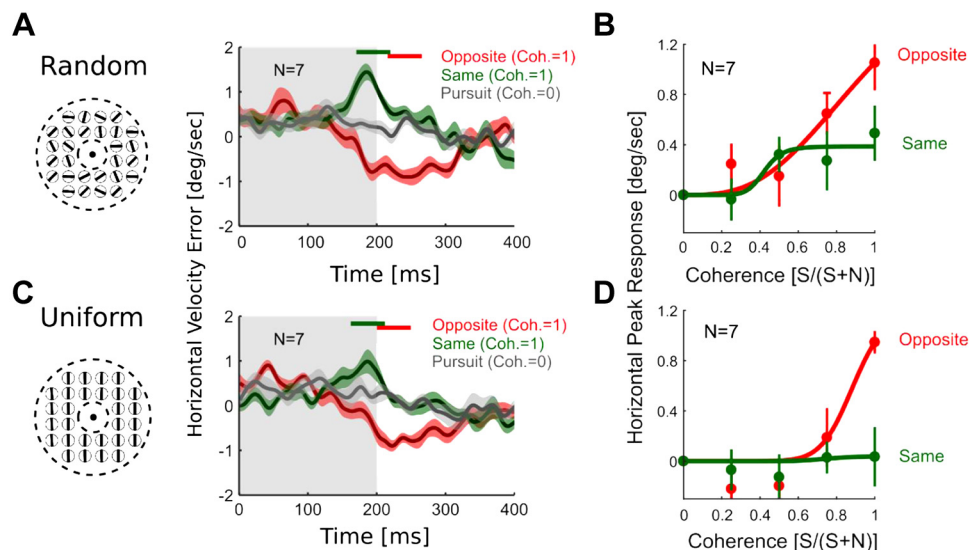 A
Random
2
1
0
-1
-2
N=7
Opposite (Coh.=1)
Same (Coh.=1)
Pursuit (Coh.=0)
0 100 200 300 400
Time [ms]
Horizontal Velocity Error [deg/sec]
B
N=7
Opposite
Same
1.2
0.8
0.4
0
0 0.2 0.4 0.6 0.8 1
Coherence [S/(S+N)]
Horizontal Peak Response [deg/sec]
C
Uniform
2
1
0
-1
-2
N=7
Opposite (Coh.=1)
Same (Coh.=1)
Pursuit (Coh.=0)
0 100 200 300 400
Time [ms]
D
N=7
Opposite
Same
1.2
0.8
0.4
0
0 0.2 0.4 0.6 0.8 1
Coherence [S/(S+N)]